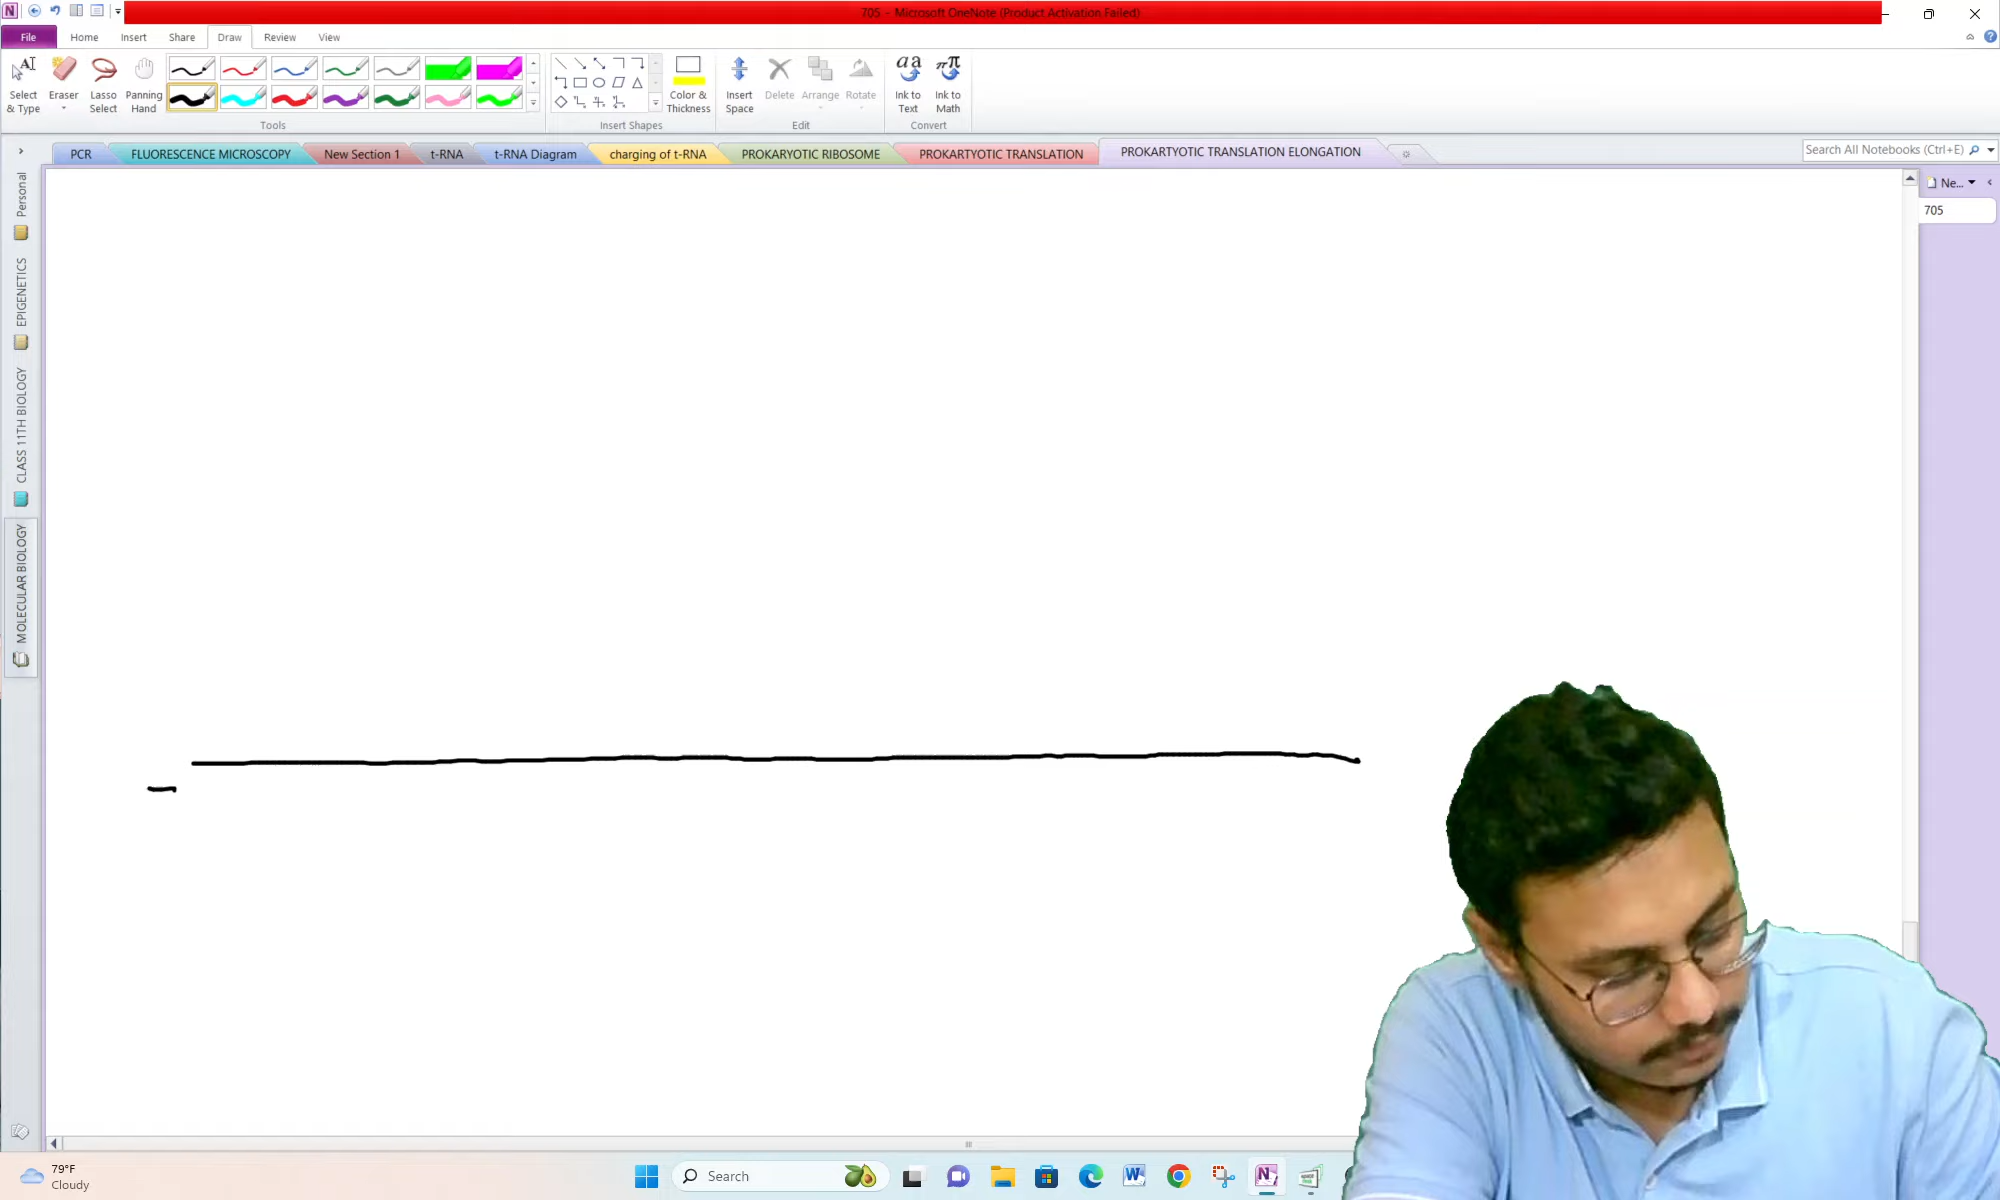 705 - Microsoft OneNote (Product Activation Failed)
File Home Insert Share Draw Review View
Select & Type
Eraser
Lasso Select
Panning Hand
Tools
Insert Shapes
Color & Thickness
Insert Space
Delete
Arrange
Rotate
Edit
Ink to Text
Ink to Math
Convert
PCR FLUORESCENCE MICROSCOPY New Section 1 t-RNA t-RNA Diagram charging of t-RNA PROKARYOTIC RIBOSOME PROKARTYOTIC TRANSLATION PROKARTYOTIC TRANSLATION ELONGATION
Search All Notebooks (Ctrl+E)
Ne...
705
Personal
EPIGENETICS
CLASS 11TH BIOLOGY
MOLECULAR BIOLOGY
79°F
Cloudy
Search